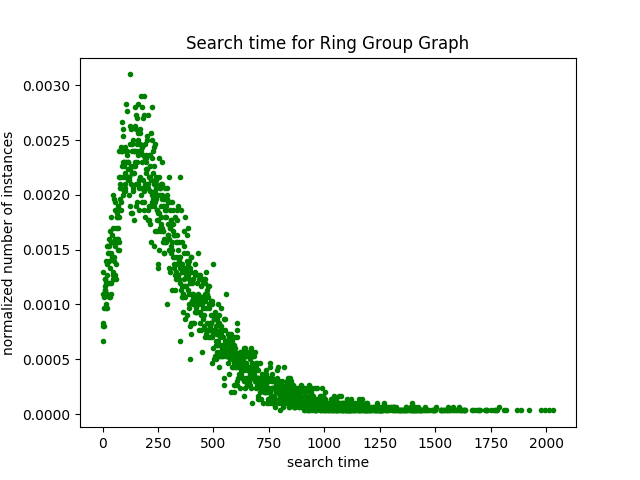 Search time for Ring Group Graph
normalized number of instances
0.0030
0.0025
0.0020
0.0015
0.0010
0.0005
0.0000
0 250 500 750 1000 1250 1500 1750 2000
search time